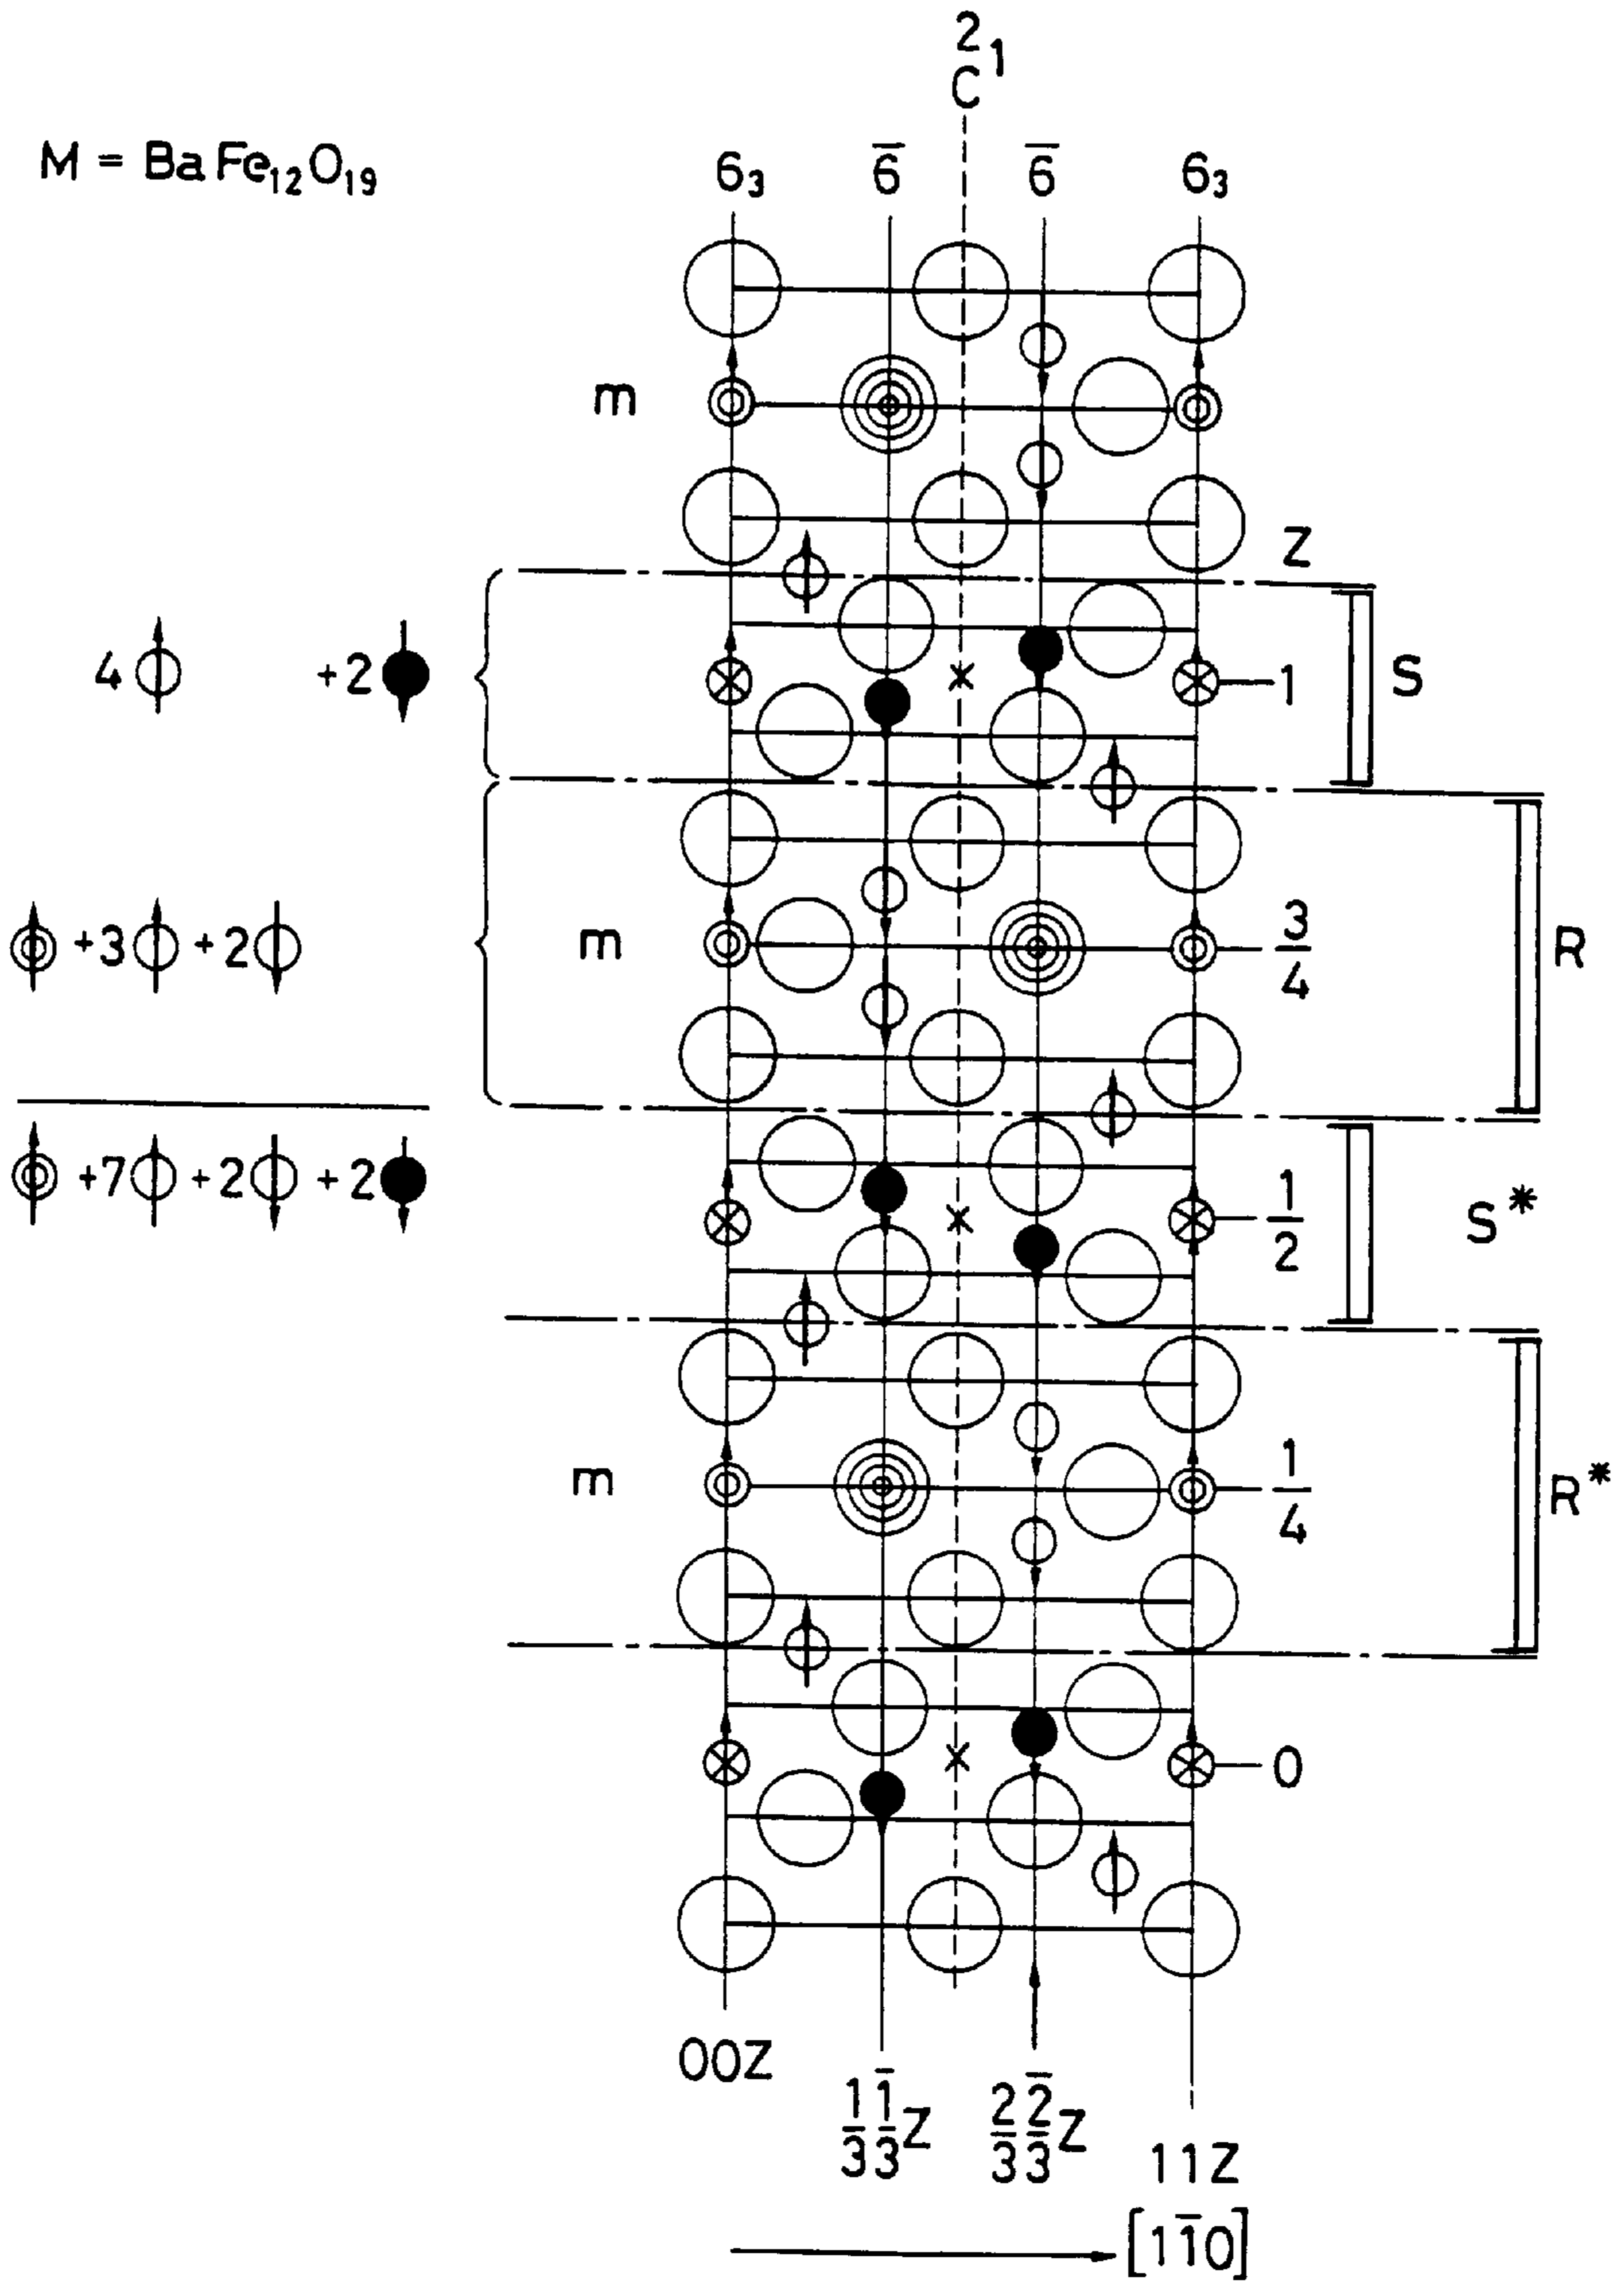 2₁
C
M = BaFe₁₂O₁₉
6₃ 6̅ 6̅ 6₃
m
Z
4 +2
1
S
+3 +2
m
3/4
R
+7 +2 +2
1/2
S*
m
1/4
R*
0
00Z
1/3 1̅/3 Z
2/3 2̅/3 Z
11Z
[11̅0]